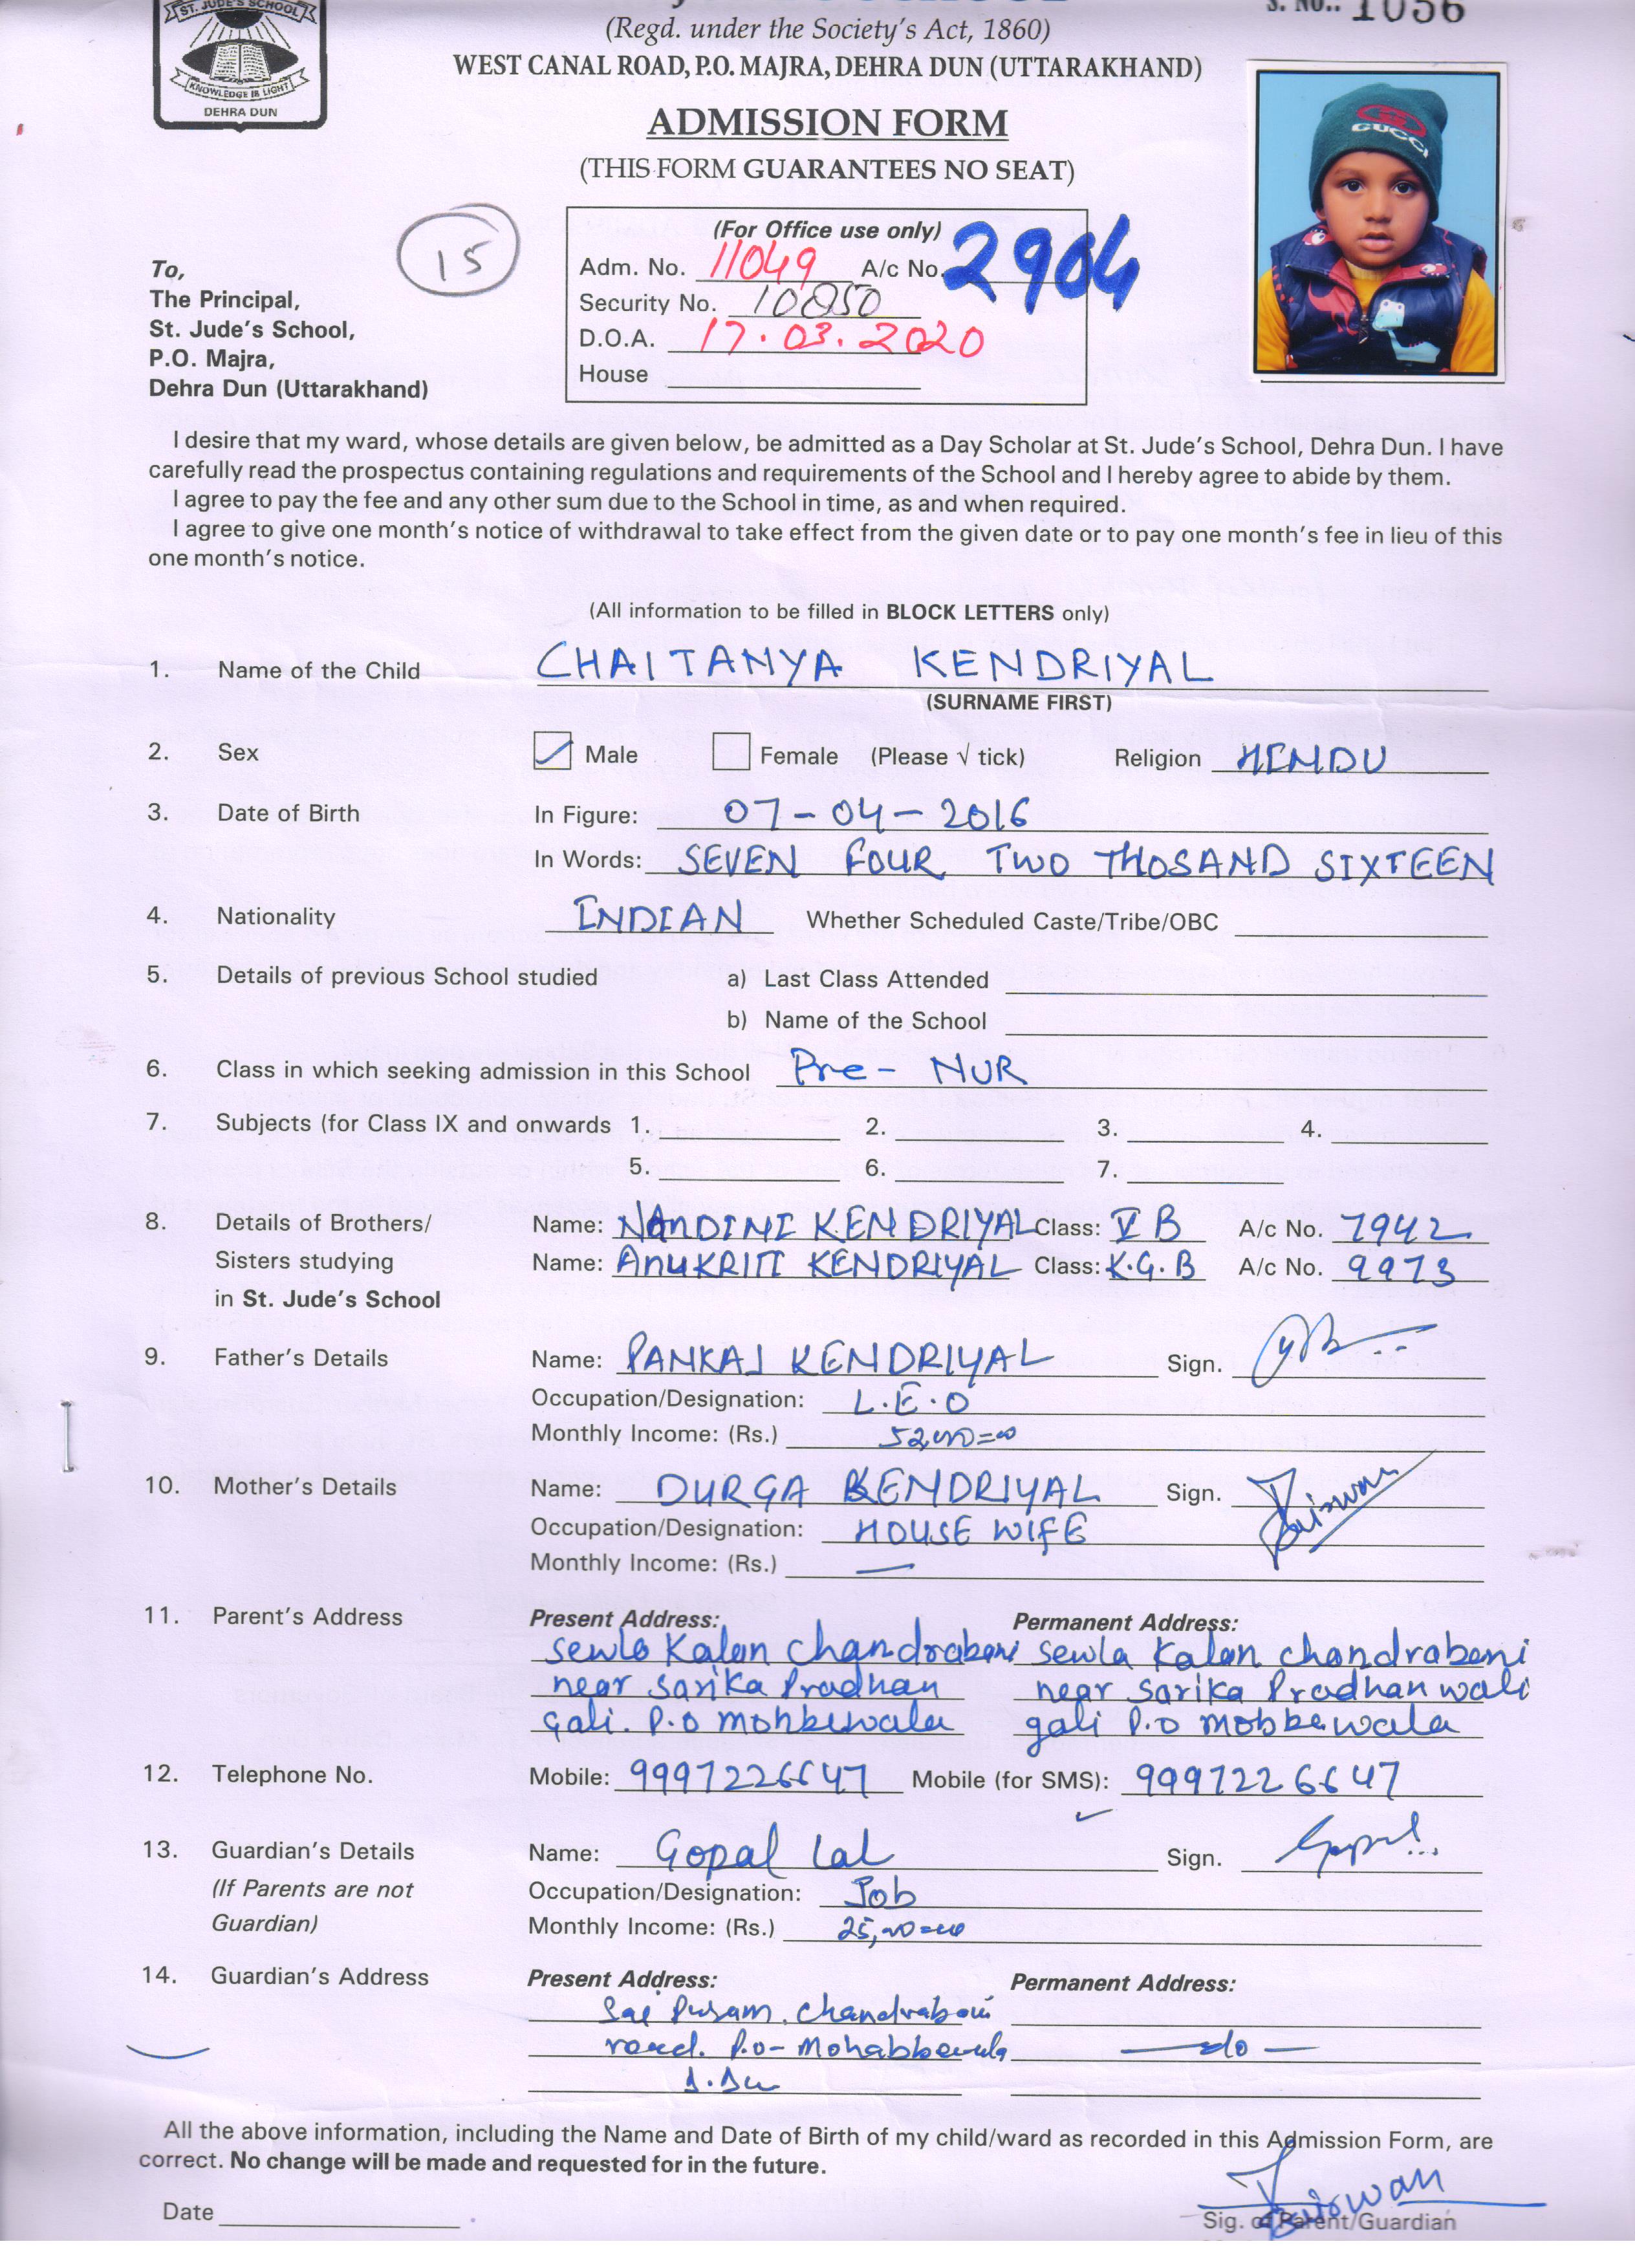 ST. JUDE'S SCHOOL
KNOWLEDGE IS LIGHT
DEHRA DUN
S. NO.: 1056
(Regd. under the Society's Act, 1860)
WEST CANAL ROAD, P.O. MAJRA, DEHRA DUN (UTTARAKHAND)
ADMISSION FORM
(THIS FORM GUARANTEES NO SEAT)
GUCCI
15
(For Office use only)
Adm. No. 11049 A/c No. 2904
Security No. 10850
D.O.A. 17.03.2020
House
To,
The Principal,
St. Jude's School,
P.O. Majra,
Dehra Dun (Uttarakhand)
I desire that my ward, whose details are given below, be admitted as a Day Scholar at St. Jude's School, Dehra Dun. I have
carefully read the prospectus containing regulations and requirements of the School and I hereby agree to abide by them.
I agree to pay the fee and any other sum due to the School in time, as and when required.
I agree to give one month's notice of withdrawal to take effect from the given date or to pay one month's fee in lieu of this
one month's notice.
(All information to be filled in BLOCK LETTERS only)
1. Name of the Child CHAITANYA KENDRIYAL
(SURNAME FIRST)
2. Sex Male Female (Please √ tick) Religion HINDU
3. Date of Birth In Figure: 07-04-2016
In Words: SEVEN FOUR TWO THOSAND SIXTEEN
4. Nationality INDIAN Whether Scheduled Caste/Tribe/OBC
5. Details of previous School studied a) Last Class Attended
b) Name of the School
6. Class in which seeking admission in this School Pre- NUR
7. Subjects (for Class IX and onwards 1. 2. 3. 4.
5. 6. 7.
8. Details of Brothers/ Name: NANDINI KENDRIYAL Class: V B A/c No. 7942
Sisters studying Name: ANUKRITI KENDRIYAL Class: K.G.B A/c No. 9973
in St. Jude's School
9. Father's Details Name: PANKAJ KENDRIYAL Sign.
Occupation/Designation: L.E.O
Monthly Income: (Rs.)
10. Mother's Details Name: DURGA KENDRIYAL Sign.
Occupation/Designation: HOUSE WIFE
Monthly Income: (Rs.) —
11. Parent's Address Present Address: Permanent Address:
sewla Kalan Chandrabani sewla Kalan chandrabani
near Sarika Pradhan near Sarika Pradhan wali
gali. P.O mohbewala gali P.O mobbewala
12. Telephone No. Mobile: 9997226647 Mobile (for SMS): 9997226647
13. Guardian's Details Name: Gopal Lal Sign.
(If Parents are not Occupation/Designation: Job
Guardian) Monthly Income: (Rs.)
14. Guardian's Address Present Address: Permanent Address:
Sai Chandrabani
road. P.O- Mohabbewala — do —
D.Du
All the above information, including the Name and Date of Birth of my child/ward as recorded in this Admission Form, are
correct. No change will be made and requested for in the future.
Date
Sig. of Parent/Guardian